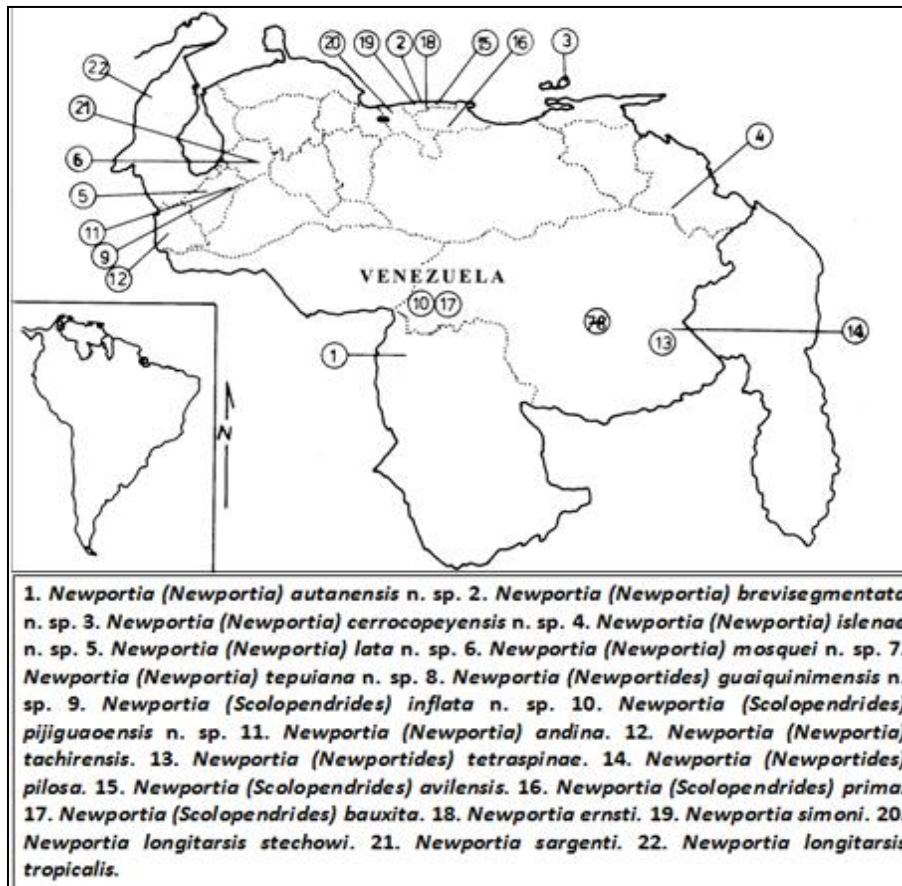 20 19 2 18 15 16 3
22
21
6
4
5
11
9
12
VENEZUELA
10 17
78
13
14
1
N
1. Newportia (Newportia) autanensis n. sp. 2. Newportia (Newportia) brevisegmentata
n. sp. 3. Newportia (Newportia) cerrocopeyensis n. sp. 4. Newportia (Newportia) islenae
n. sp. 5. Newportia (Newportia) lata n. sp. 6. Newportia (Newportia) mosquei n. sp. 7.
Newportia (Newportia) tepuiana n. sp. 8. Newportia (Newportides) guaiquinimensis n.
sp. 9. Newportia (Scolopendrides) inflata n. sp. 10. Newportia (Scolopendrides)
pijiguaoensis n. sp. 11. Newportia (Newportia) andina. 12. Newportia (Newportia)
tachirensis. 13. Newportia (Newportides) tetraspinae. 14. Newportia (Newportides)
pilosa. 15. Newportia (Scolopendrides) avilensis. 16. Newportia (Scolopendrides) prima.
17. Newportia (Scolopendrides) bauxita. 18. Newportia ernsti. 19. Newportia simoni. 20.
Newportia longitarsis stechowi. 21. Newportia sargenti. 22. Newportia longitarsis
tropicalis.